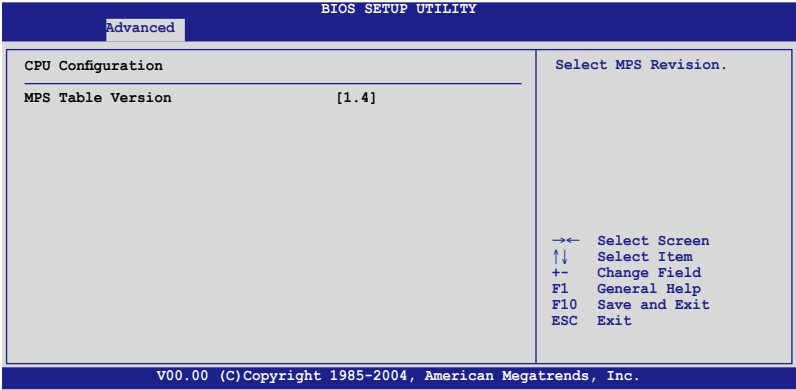 BIOS SETUP UTILITY
Advanced
CPU Configuration
MPS Table Version [1.4]
Select MPS Revision.
→← Select Screen
↑↓ Select Item
+- Change Field
F1 General Help
F10 Save and Exit
ESC Exit
V00.00 (C)Copyright 1985-2004, American Megatrends, Inc.